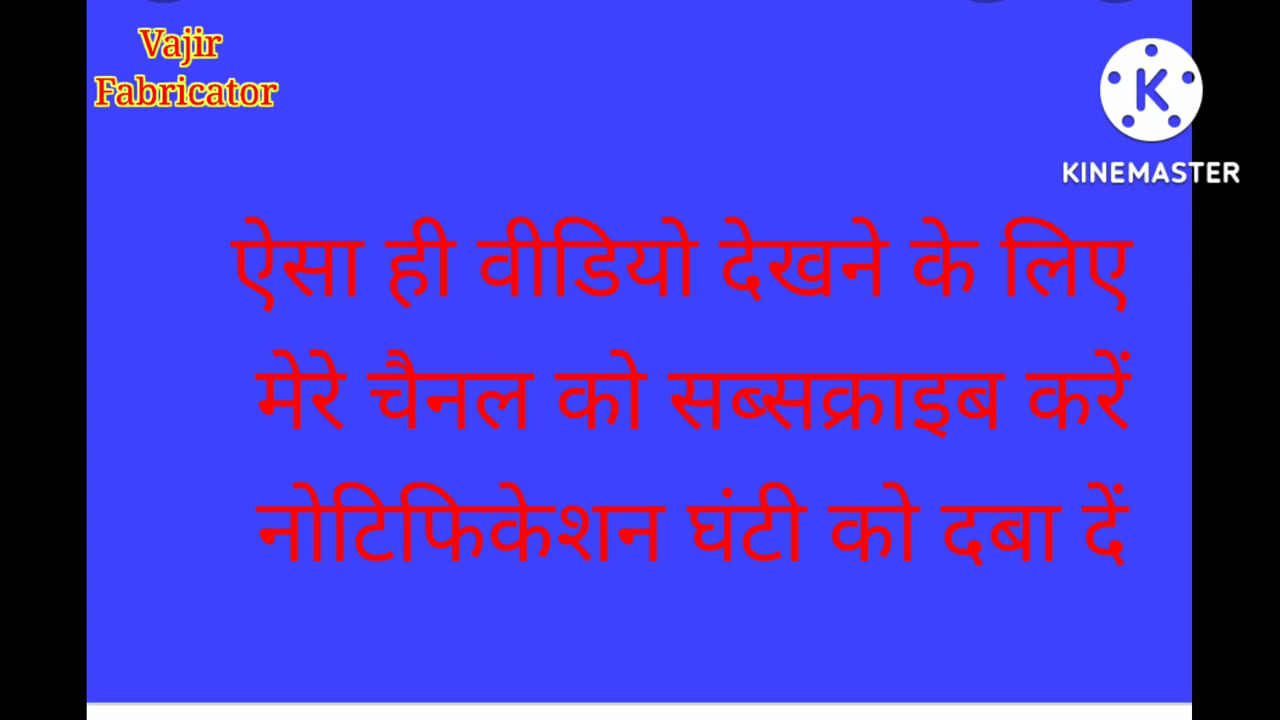 Vajir
Fabricator
KINEMASTER
ऐसा ही वीडियो देखने के लिए
मेरे चैनल को सब्सक्राइब करें
नोटिफिकेशन घंटी को दबा दें